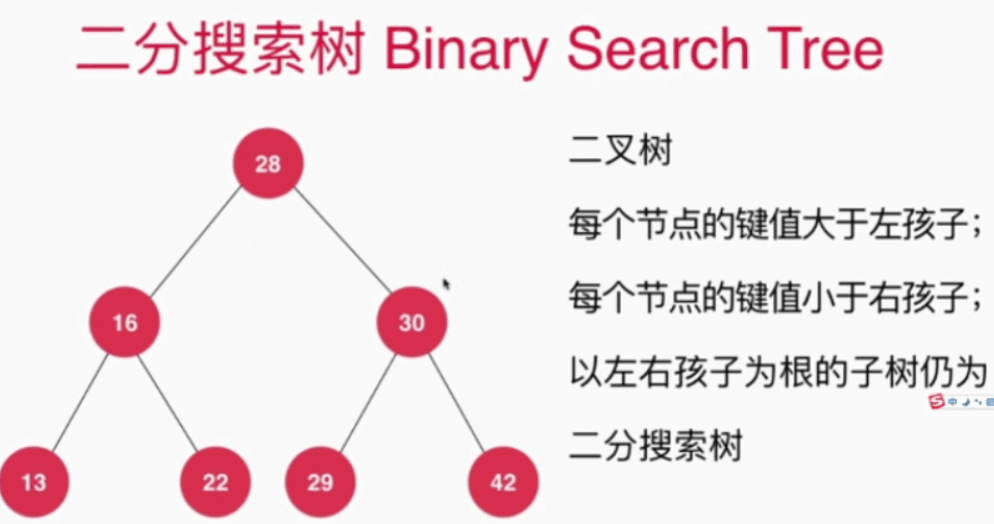 二分搜索树 Binary Search Tree
28
16
30
13
22
29
42
二叉树
每个节点的键值大于左孩子；
每个节点的键值小于右孩子；
以左右孩子为根的子树仍为
二分搜索树
中